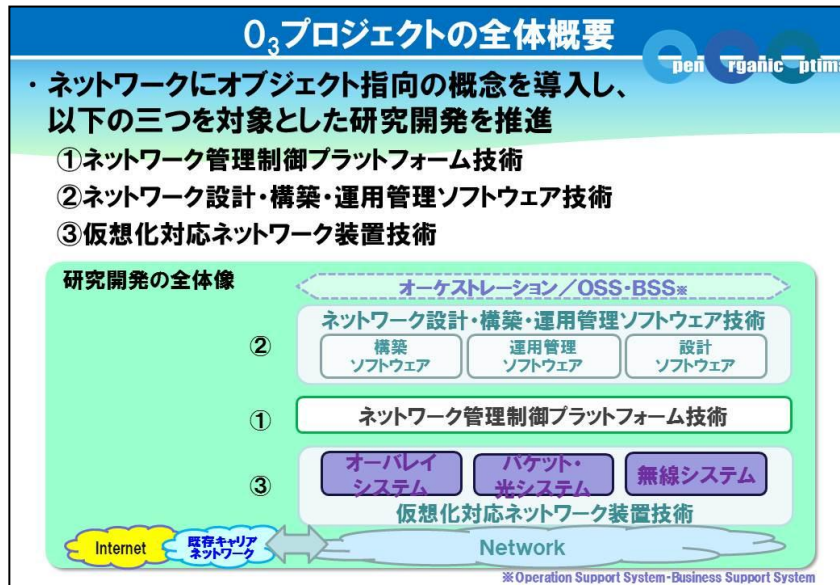 O₃プロジェクトの全体概要
pen rganic ptima
・ネットワークにオブジェクト指向の概念を導入し、
以下の三つを対象とした研究開発を推進
①ネットワーク管理制御プラットフォーム技術
②ネットワーク設計・構築・運用管理ソフトウェア技術
③仮想化対応ネットワーク装置技術
研究開発の全体像
オーケストレーション／OSS・BSS※
②
ネットワーク設計・構築・運用管理ソフトウェア技術
構築
ソフトウェア
運用管理
ソフトウェア
設計
ソフトウェア
①
ネットワーク管理制御プラットフォーム技術
③
オーバレイ
システム
パケット・
光システム
無線システム
仮想化対応ネットワーク装置技術
Internet
既存キャリア
ネットワーク
Network
※Operation Support System・Business Support System